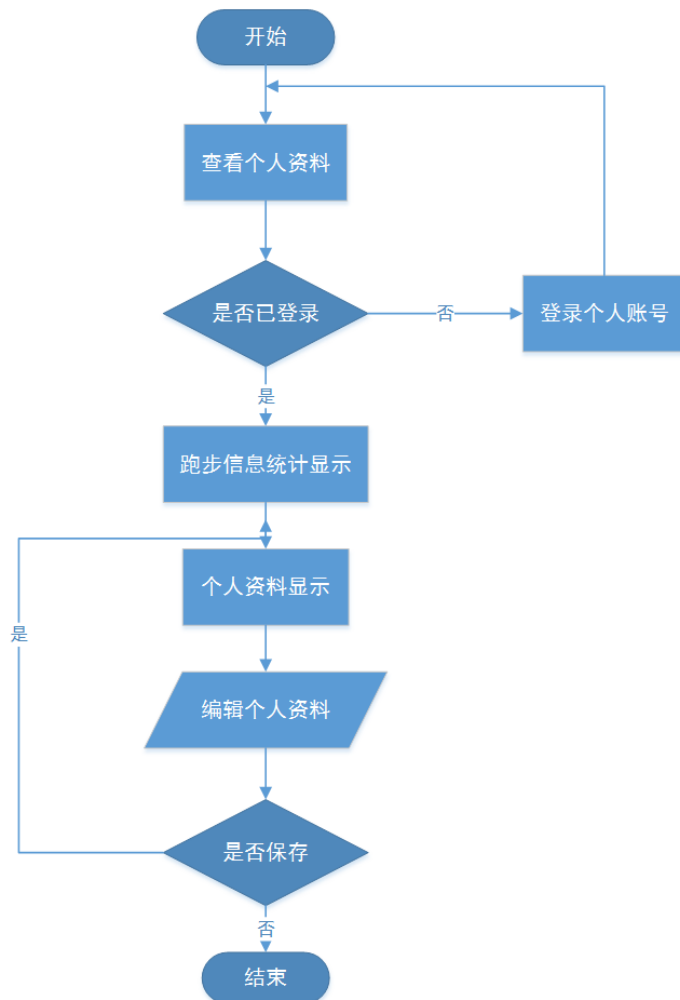 开始
查看个人资料
是否已登录
否
登录个人账号
是
跑步信息统计显示
个人资料显示
是
编辑个人资料
是否保存
否
结束